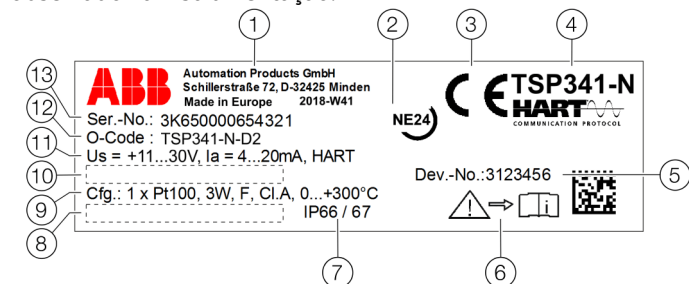 1 2 3 4
ABB Automation Products GmbH
Schillerstraße 72, D-32425 Minden
Made in Europe 2018-W41
NE24
CE
TSP341-N
HART
COMMUNICATION PROTOCOL
13 Ser.-No.: 3K650000654321
12 O-Code : TSP341-N-D2
11 Us = +11...30V, Ia = 4...20mA, HART
10
Dev.-No.:3123456 5
9 Cfg.: 1 x Pt100, 3W, F, Cl.A, 0...+300°C
8 IP66 / 67
i
7 6